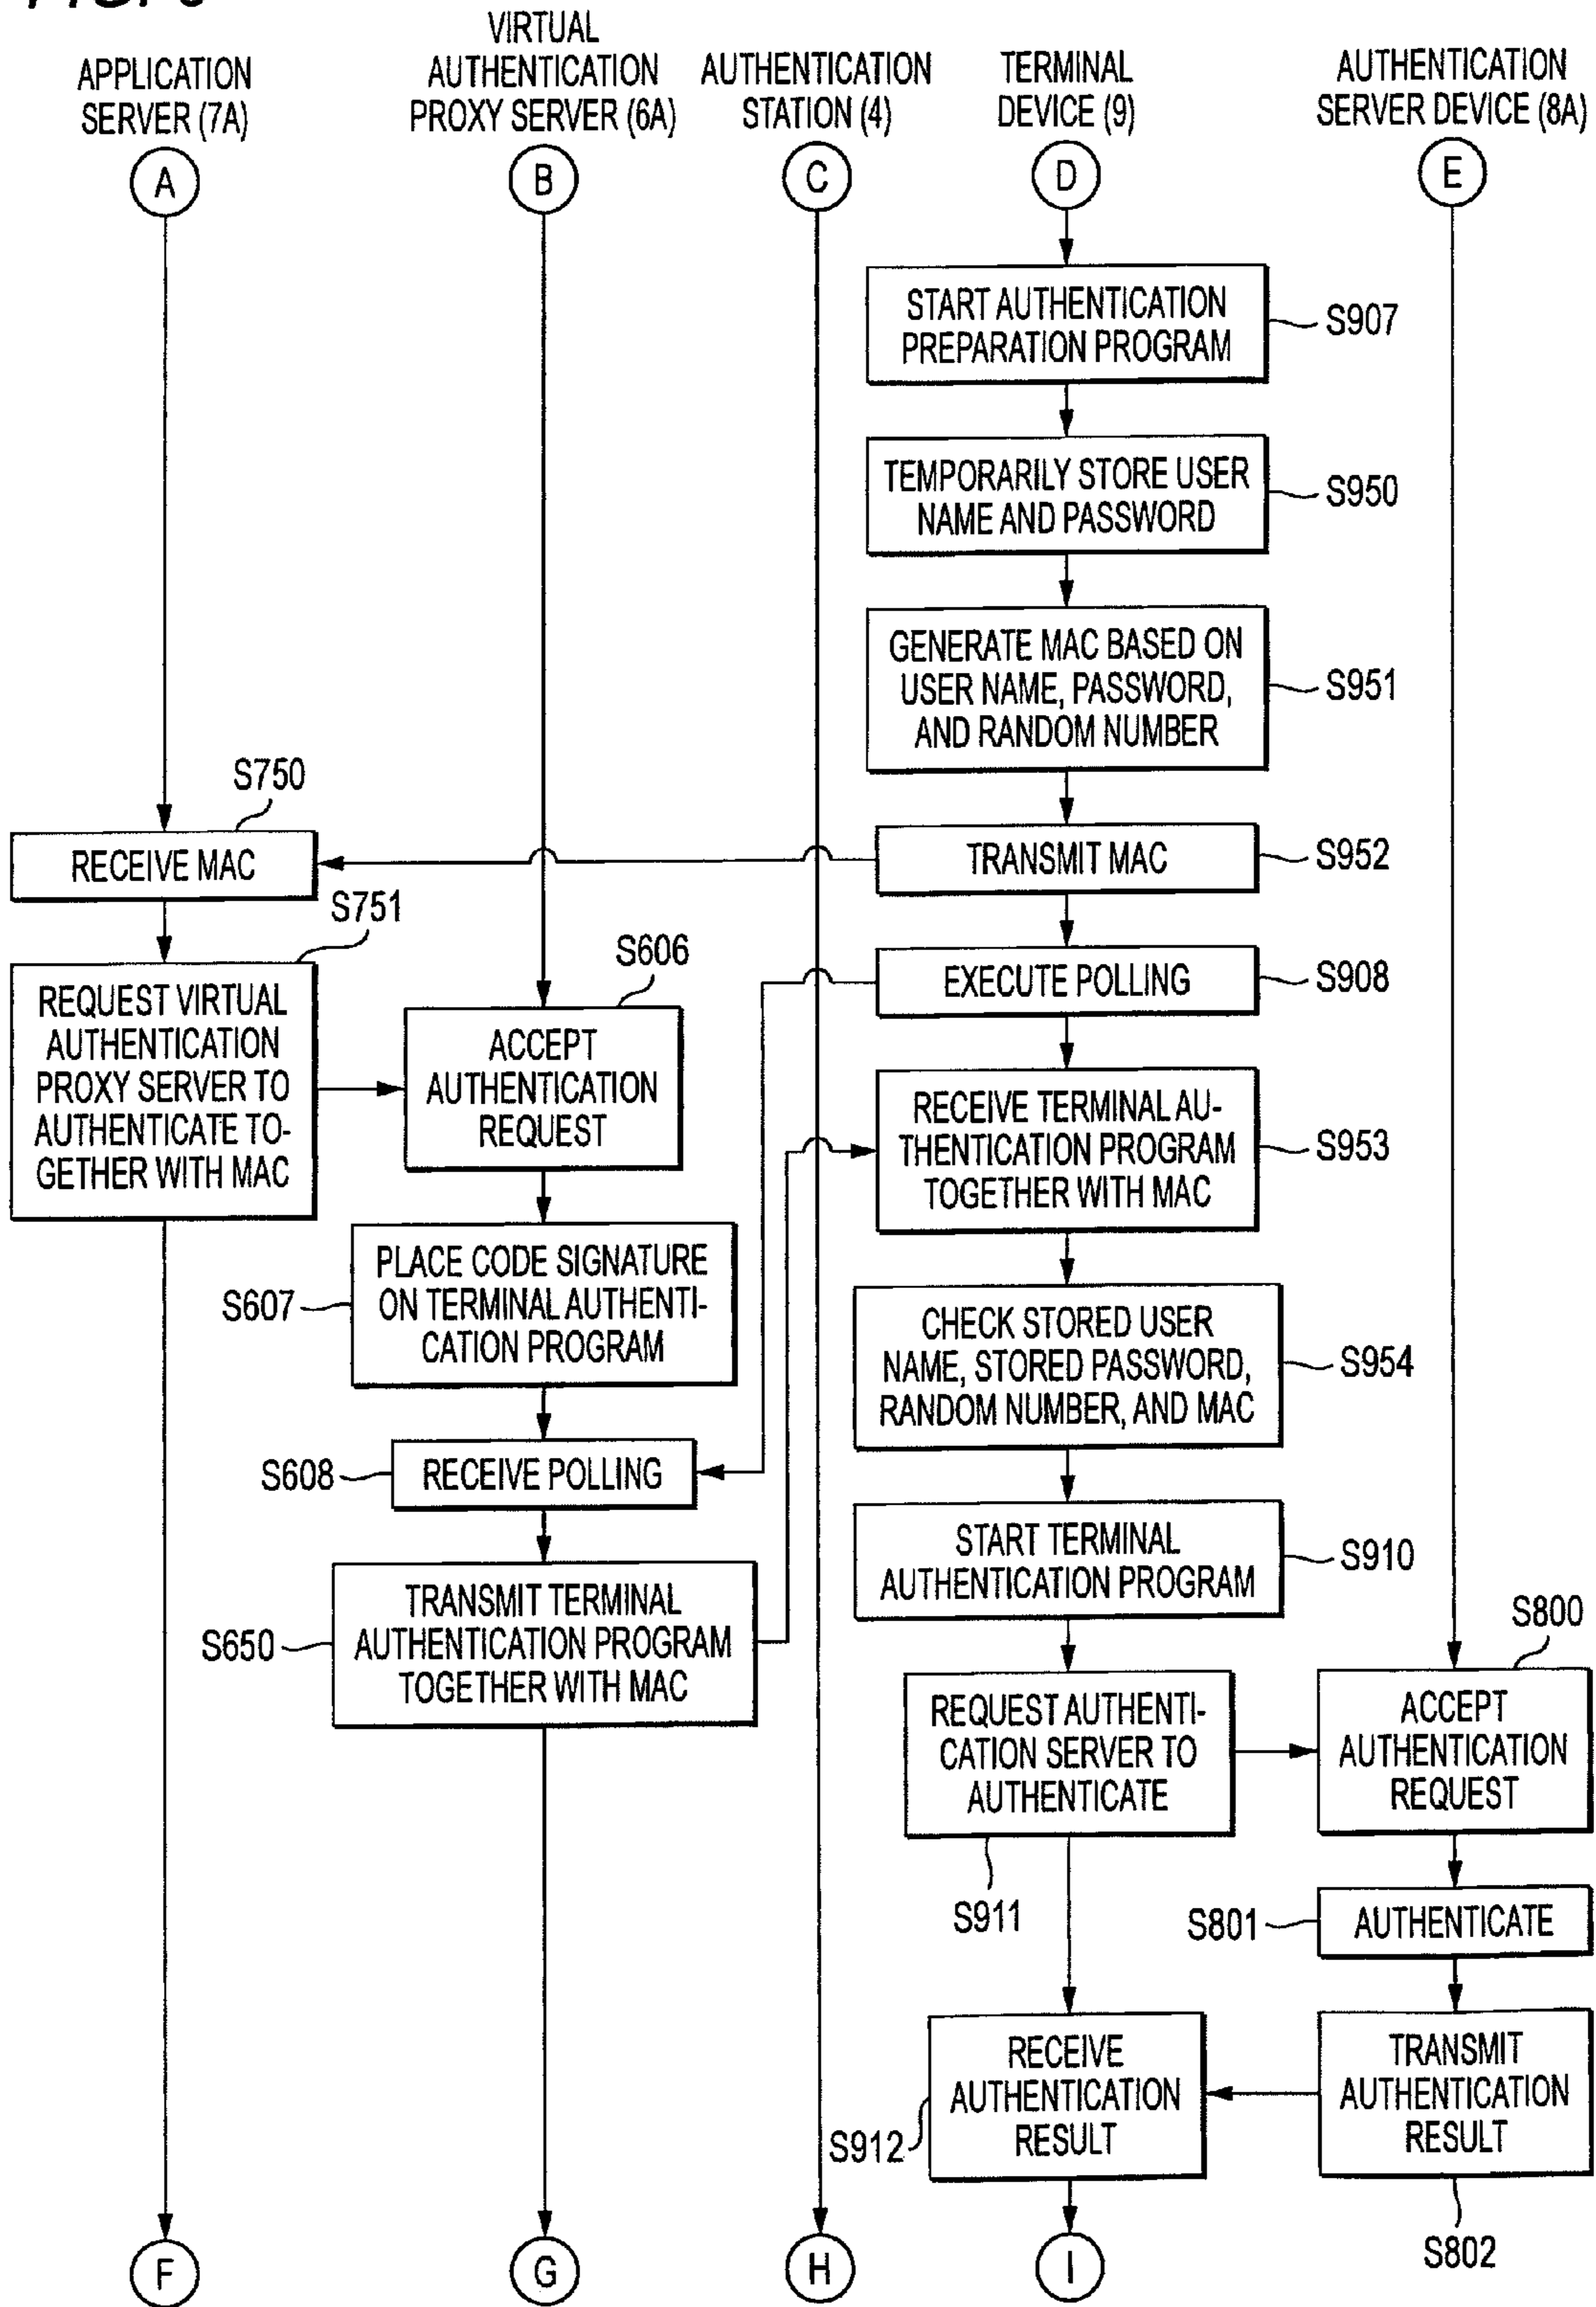 FIG.
APPLICATION
SERVER (7A)
VIRTUAL
AUTHENTICATION
PROXY SERVER (6A)
AUTHENTICATION
STATION (4)
TERMINAL
DEVICE (9)
AUTHENTICATION
SERVER DEVICE (8A)
A
B
C
D
E
START AUTHENTICATION
PREPARATION PROGRAM
S907
TEMPORARILY STORE USER
NAME AND PASSWORD
S950
GENERATE MAC BASED ON
USER NAME, PASSWORD,
AND RANDOM NUMBER
S951
S750
RECEIVE MAC
TRANSMIT MAC
S952
S751
REQUEST VIRTUAL
AUTHENTICATION
PROXY SERVER TO
AUTHENTICATE TO-
GETHER WITH MAC
S606
ACCEPT
AUTHENTICATION
REQUEST
EXECUTE POLLING
S908
RECEIVE TERMINAL AU-
THENTICATION PROGRAM
TOGETHER WITH MAC
S953
PLACE CODE SIGNATURE
ON TERMINAL AUTHENTI-
CATION PROGRAM
S607
CHECK STORED USER
NAME, STORED PASSWORD,
RANDOM NUMBER, AND MAC
S954
S608
RECEIVE POLLING
START TERMINAL
AUTHENTICATION PROGRAM
S910
TRANSMIT TERMINAL
AUTHENTICATION PROGRAM
TOGETHER WITH MAC
S650
S800
REQUEST AUTHENTI-
CATION SERVER TO
AUTHENTICATE
S911
ACCEPT
AUTHENTICATION
REQUEST
S801
AUTHENTICATE
RECEIVE
AUTHENTICATION
RESULT
S912
TRANSMIT
AUTHENTICATION
RESULT
S802
F
G
H
I